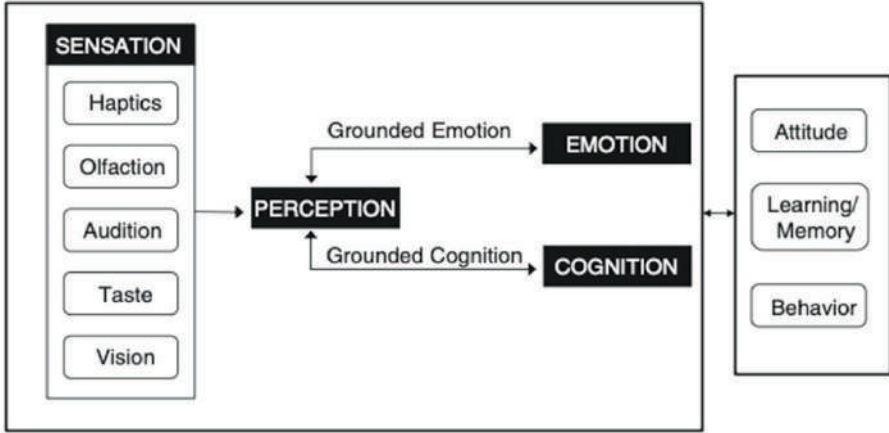 SENSATION
Haptics
Olfaction
Audition
Taste
Vision
PERCEPTION
Grounded Emotion
EMOTION
Grounded Cognition
COGNITION
Attitude
Learning/
Memory
Behavior